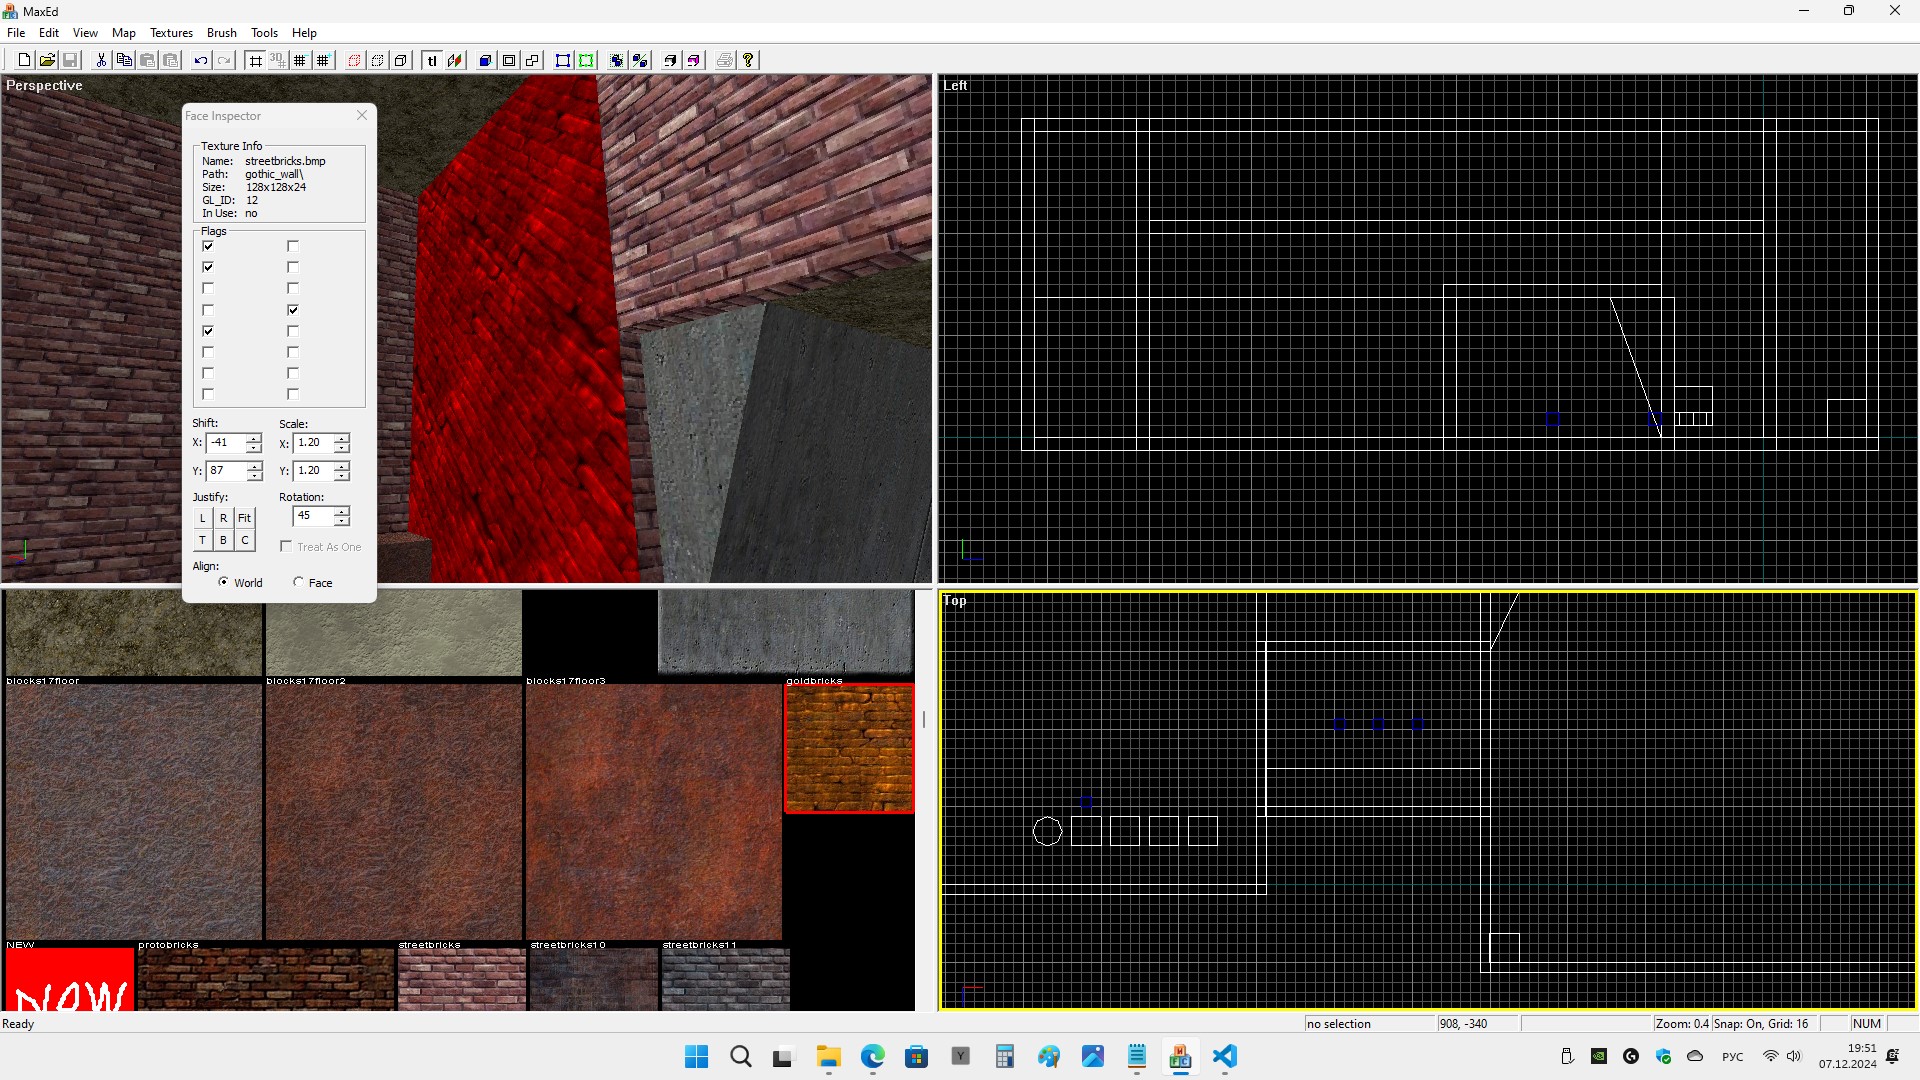 MaxEd
File Edit View Map Textures Brush Tools Help
3D
tl
Perspective
Left
Face Inspector
Texture Info
Name: streetbricks.bmp
Path: gothic_wall\
Size: 128x128x24
GL_ID: 12
In Use: no
Flags
Shift: Scale:
X: -41 X: 1.20
Y: 87 Y: 1.20
Justify: Rotation:
L R Fit 45
T B C
Treat As One
Align:
World Face
Top
blocks17floor blocks17floor2 blocks17floor3 goldbricks
NEW protobricks streetbricks streetbricks10 streetbricks11
NEW
Ready no selection 908, -340 Zoom: 0.4 Snap: On, Grid: 16 NUM
Y
РУС
19:51
07.12.2024